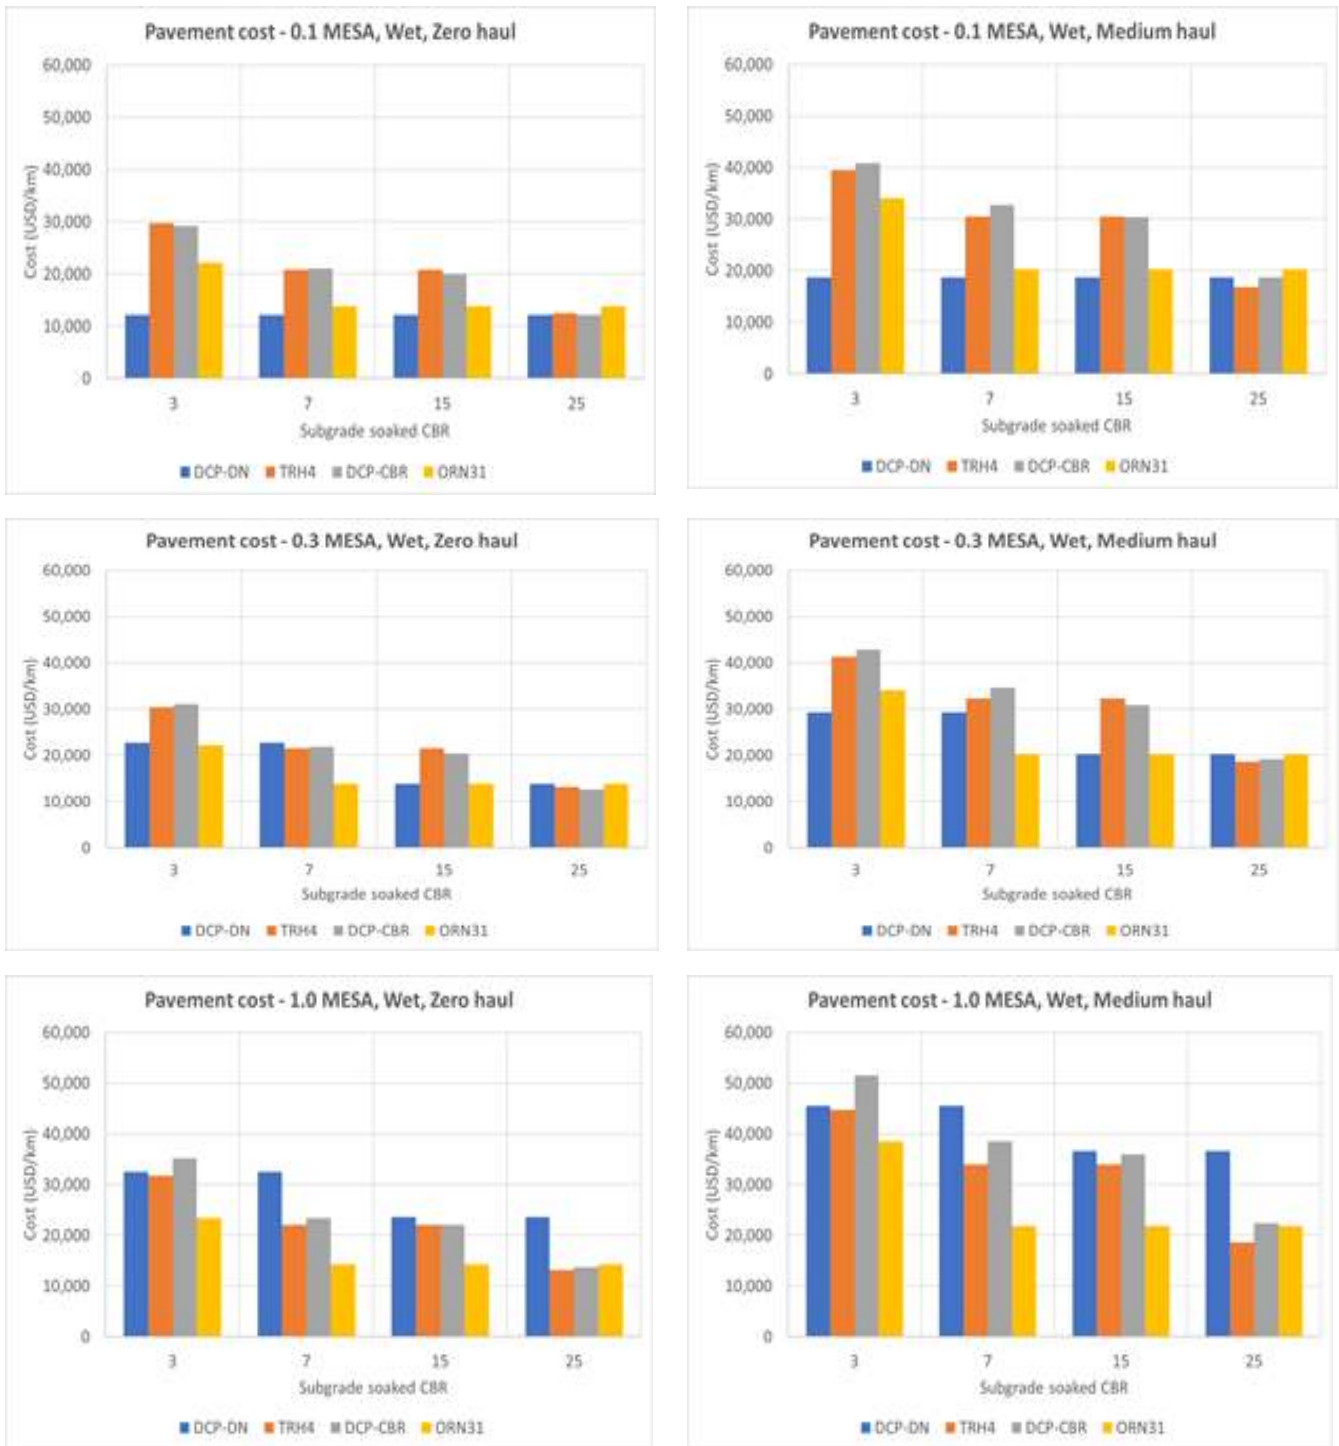 Pavement cost - 0.1 MESA, Wet, Zero haul
60,000
50,000
40,000
30,000
20,000
10,000
0
Cost (USD/km)
3 7 15 25
Subgrade soaked CBR
DCP-DN TRH4 DCP-CBR ORN31
Pavement cost - 0.1 MESA, Wet, Medium haul
60,000
50,000
40,000
30,000
20,000
10,000
0
Cost (USD/km)
3 7 15 25
Subgrade soaked CBR
DCP-DN TRH4 DCP-CBR ORN31
Pavement cost - 0.3 MESA, Wet, Zero haul
60,000
50,000
40,000
30,000
20,000
10,000
0
Cost (USD/km)
3 7 15 25
Subgrade soaked CBR
DCP-DN TRH4 DCP-CBR ORN31
Pavement cost - 0.3 MESA, Wet, Medium haul
60,000
50,000
40,000
30,000
20,000
10,000
0
Cost (USD/km)
3 7 15 25
Subgrade soaked CBR
DCP-DN TRH4 DCP-CBR ORN31
Pavement cost - 1.0 MESA, Wet, Zero haul
60,000
50,000
40,000
30,000
20,000
10,000
0
Cost (USD/km)
3 7 15 25
Subgrade soaked CBR
DCP-DN TRH4 DCP-CBR ORN31
Pavement cost - 1.0 MESA, Wet, Medium haul
60,000
50,000
40,000
30,000
20,000
10,000
0
Cost (USD/km)
3 7 15 25
Subgrade soaked CBR
DCP-DN TRH4 DCP-CBR ORN31